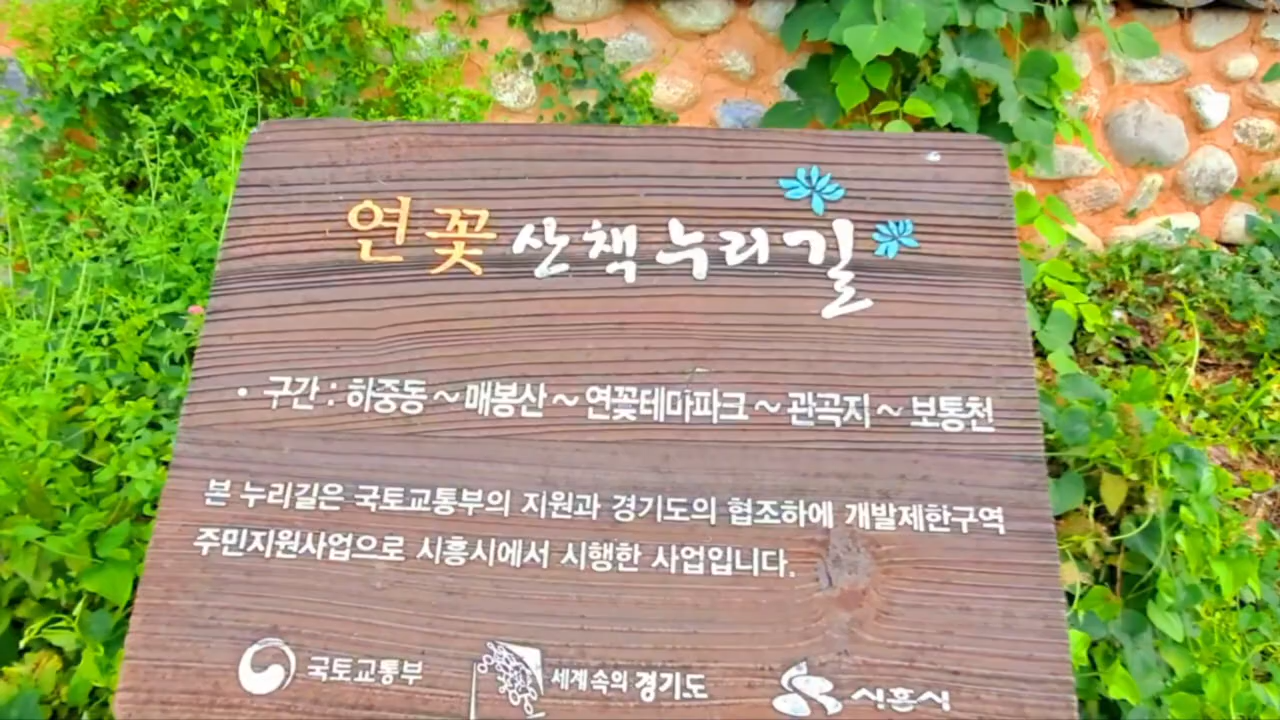 연꽃 산책 누리길
• 구간 : 하중동 ~ 매봉산 ~ 연꽃테마파크 ~ 관곡지 ~ 보통천
본 누리길은 국토교통부의 지원과 경기도의 협조하에 개발제한구역
주민지원사업으로 시흥시에서 시행한 사업입니다.
국토교통부 세계속의 경기도 시흥시